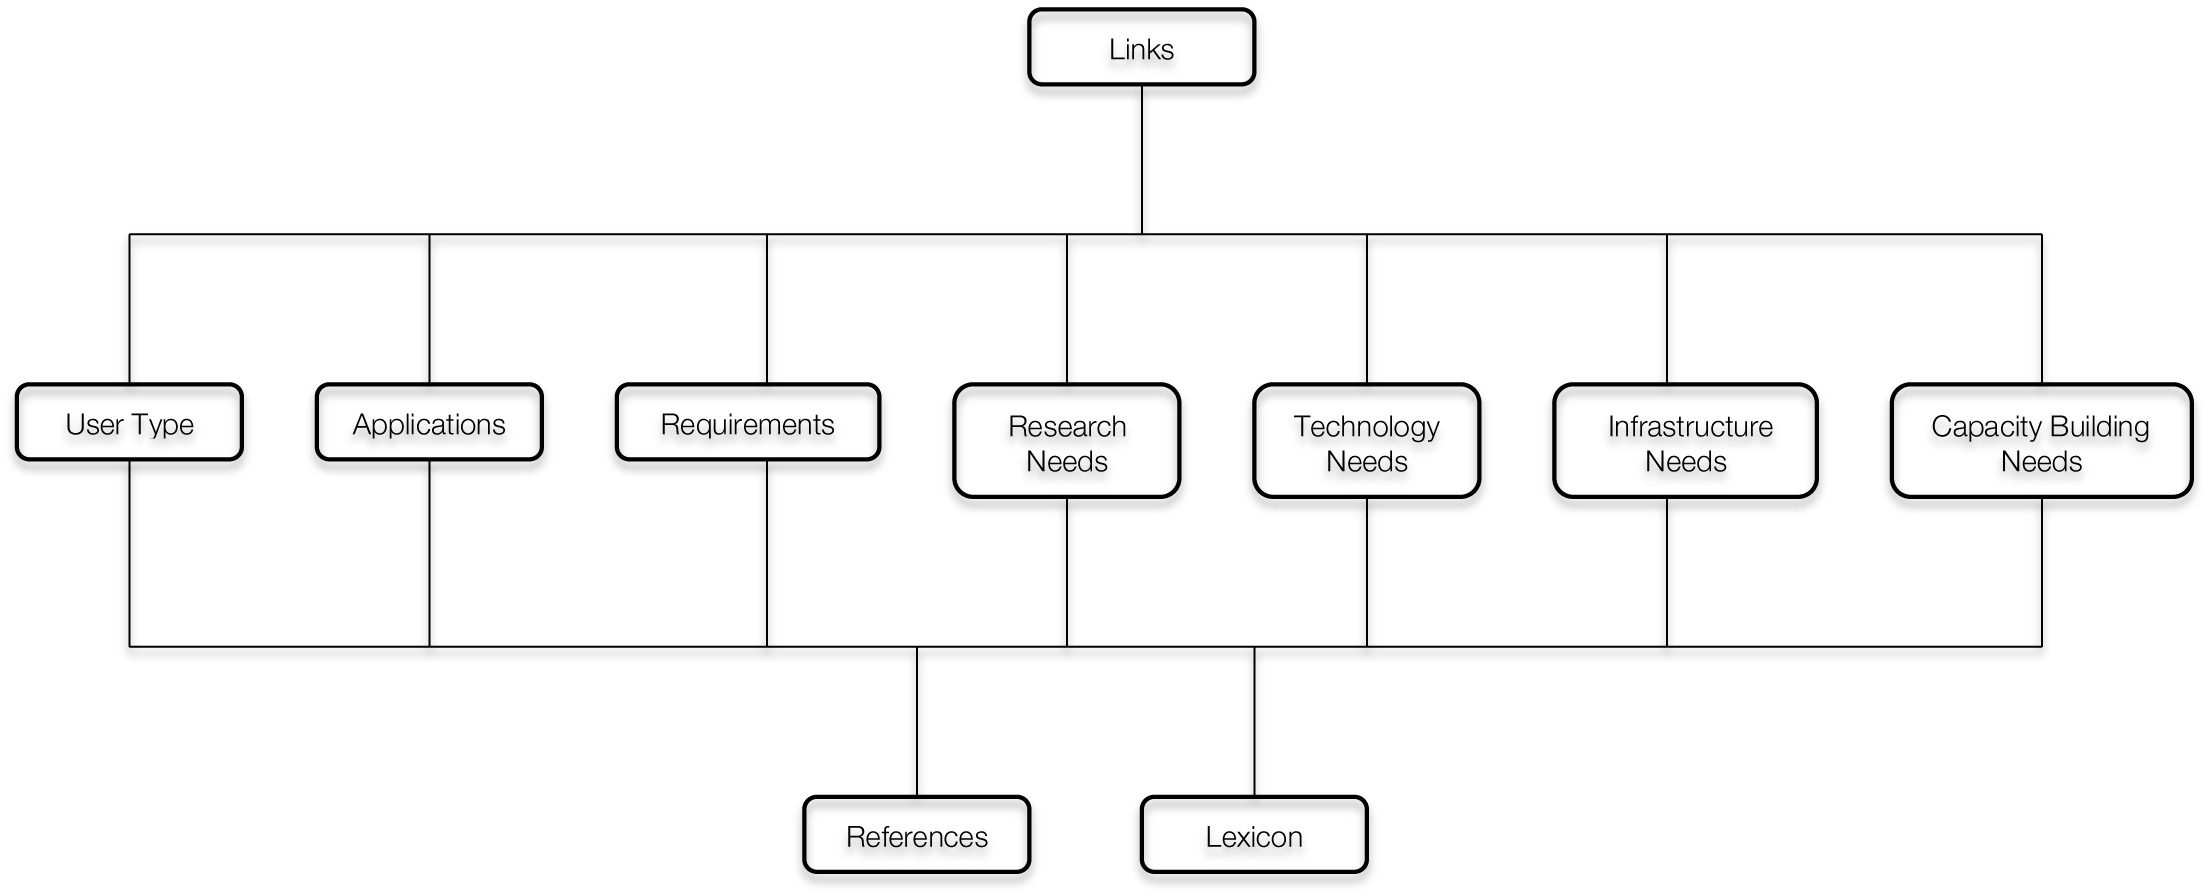 Links
User Type
Applications
Requirements
Research
Needs
Technology
Needs
Infrastructure
Needs
Capacity Building
Needs
References
Lexicon